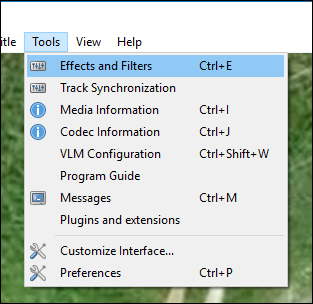 itle Tools View Help
Effects and Filters Ctrl+E
Track Synchronization
Media Information Ctrl+I
Codec Information Ctrl+J
VLM Configuration Ctrl+Shift+W
Program Guide
Messages Ctrl+M
Plugins and extensions
Customize Interface...
Preferences Ctrl+P